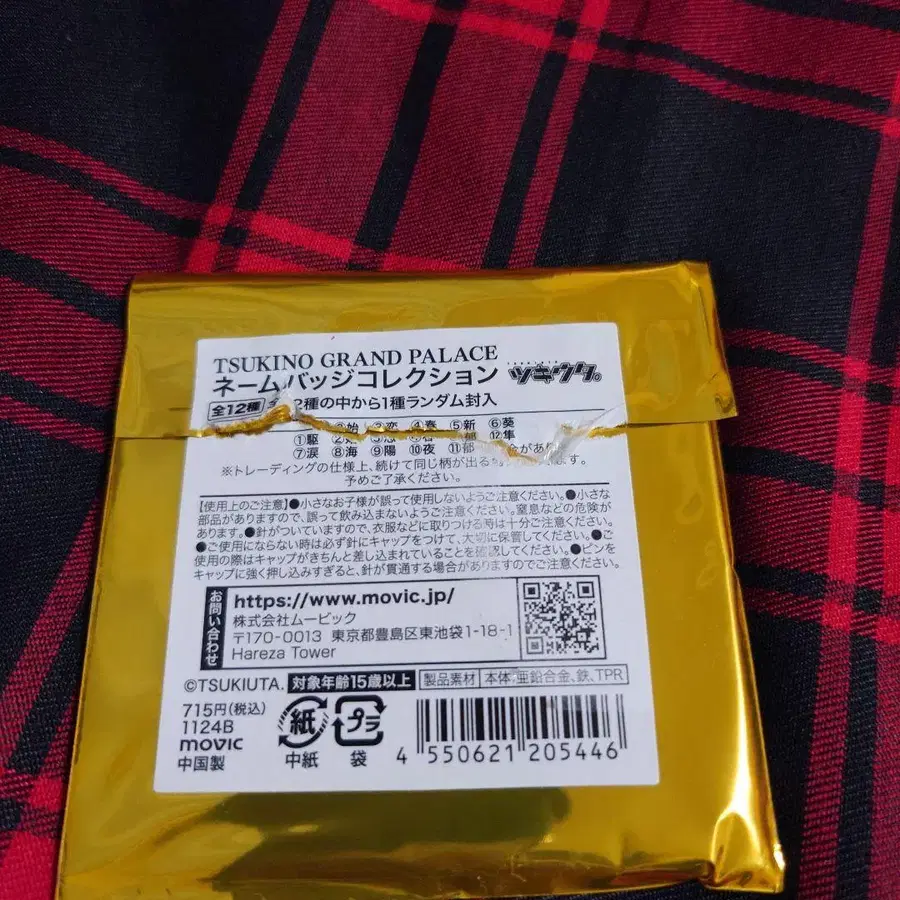 TSUKINO GRAND PALACE
ネームバッジコレクション
ツキウタ。
全12種 2種の中から1種ランダム封入
始 恋 ④春 ⑤新 ⑥葵
①駆
⑦涙 ⑧海 ⑨陽 ⑩夜 ⑪郁 ⑫隼
※トレーディングの仕様上、続けて同じ柄が出る ます。
予めご了承ください。
【使用上のご注意】●小さなお子様が誤って使用しないようご注意ください。●小さな
部品がありますので、誤って飲み込まないようご注意ください。窒息などの危険が
あります。●針がついていますので、衣服などに取りつける時は十分ご注意ください。
●ご使用にならない時は必ず針にキャップをつけて、大切に保管してください。●ご
使用の際はキャップがきちんと差し込まれていることを確認してください。●ピンを
キャップに強く押し込みすぎると、針が貫通する場合がありますのでご注意ください。
お問い合わせ
https://www.movic.jp/
株式会社ムービック
〒170-0013 東京都豊島区東池袋1-18-1
Hareza Tower
©TSUKIUTA. 対象年齢15歳以上 製品素材 本体:亜鉛合金、鉄、TPR
715円(税込)
1124B
movic
中国製
紙
中紙
プラ
袋
4 550621 205446